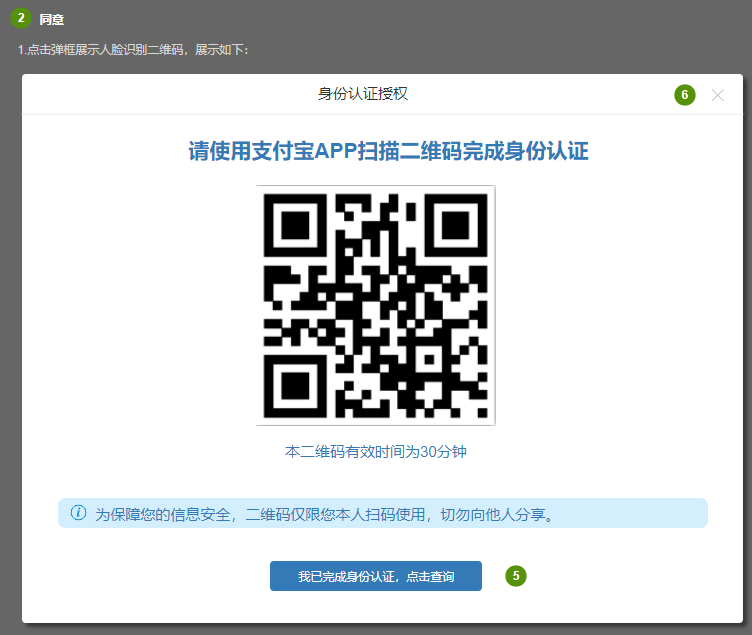 2 同意
1.点击弹框展示人脸识别二维码，展示如下：
身份认证授权 6
请使用支付宝APP扫描二维码完成身份认证
本二维码有效时间为30分钟
为保障您的信息安全，二维码仅限您本人扫码使用，切勿向他人分享。
我已完成身份认证，点击查询 5